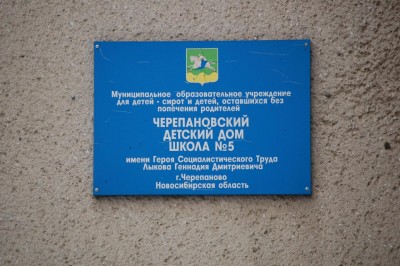 Муниципальное образовательное учреждение
для детей - сирот и детей, оставшихся без
попечения родителей
ЧЕРЕПАНОВСКИЙ
ДЕТСКИЙ ДОМ
ШКОЛА №5
имени Героя Социалистического Труда
Лыкова Геннадия Дмитриевича
г.Черепаново
Новосибирская область